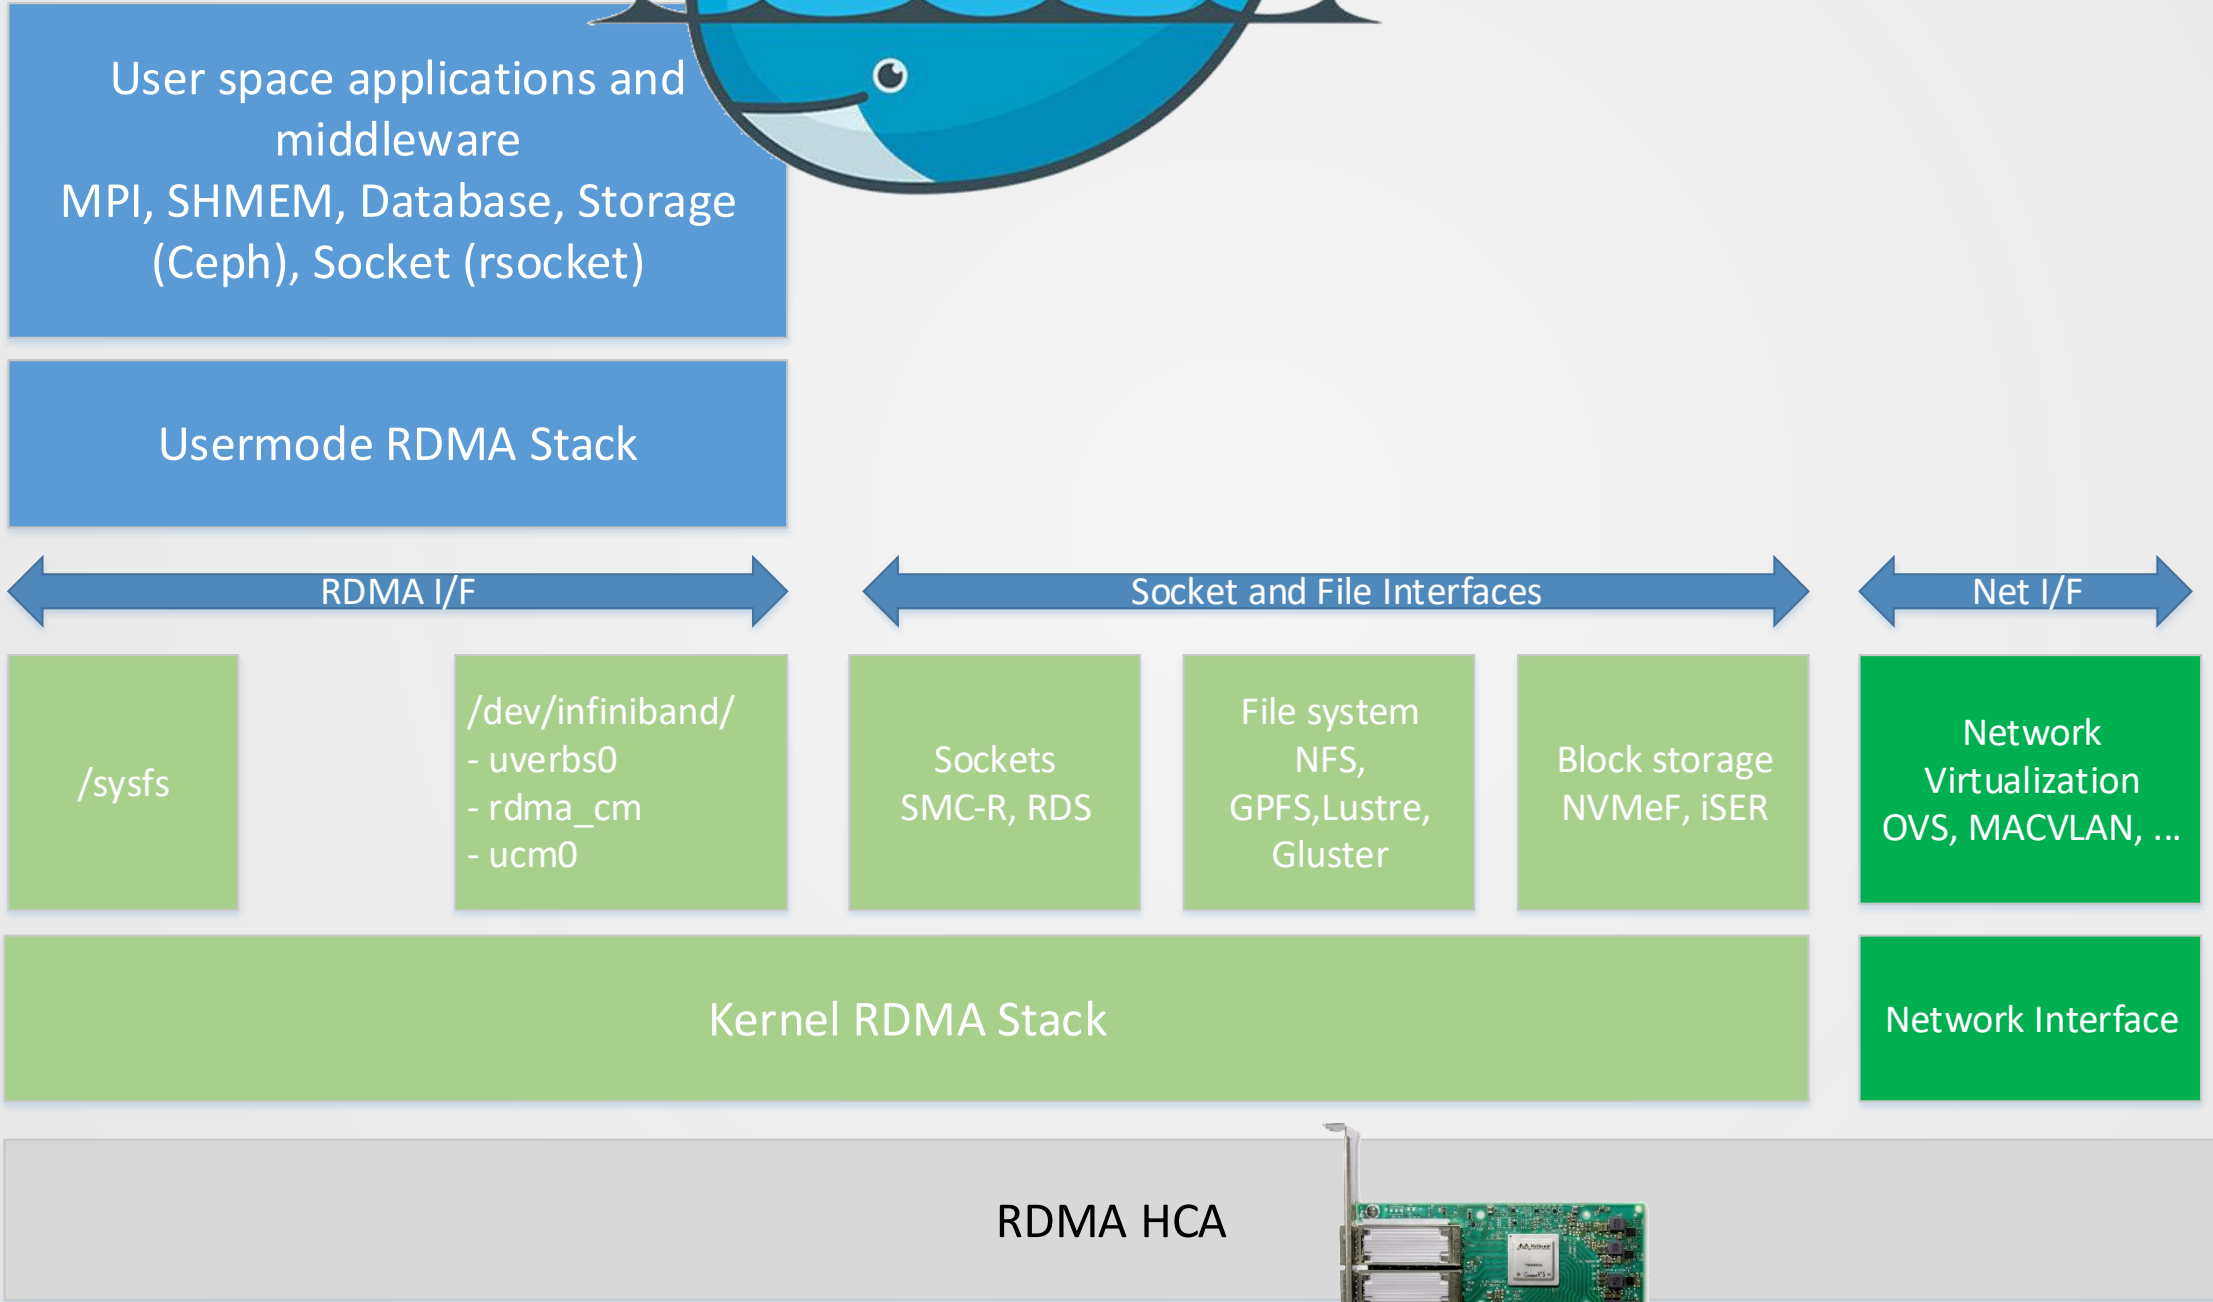 User space applications and
middleware
MPI, SHMEM, Database, Storage
(Ceph), Socket (rsocket)
Usermode RDMA Stack
RDMA I/F
Socket and File Interfaces
Net I/F
/sysfs
/dev/infiniband/
- uverbs0
- rdma_cm
- ucm0
Sockets
SMC-R, RDS
File system
NFS,
GPFS,Lustre,
Gluster
Block storage
NVMeF, iSER
Network
Virtualization
OVS, MACVLAN, ...
Kernel RDMA Stack
Network Interface
RDMA HCA